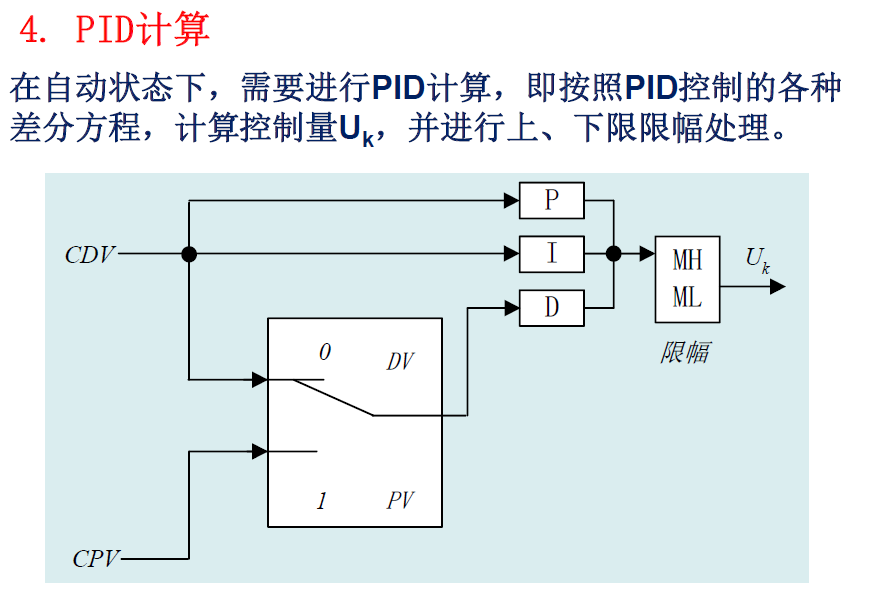 4. PID计算
在自动状态下，需要进行PID计算，即按照PID控制的各种
差分方程，计算控制量Uk，并进行上、下限限幅处理。
P
CDV
I
MH
ML
Uk
D
限幅
0
DV
1
PV
CPV